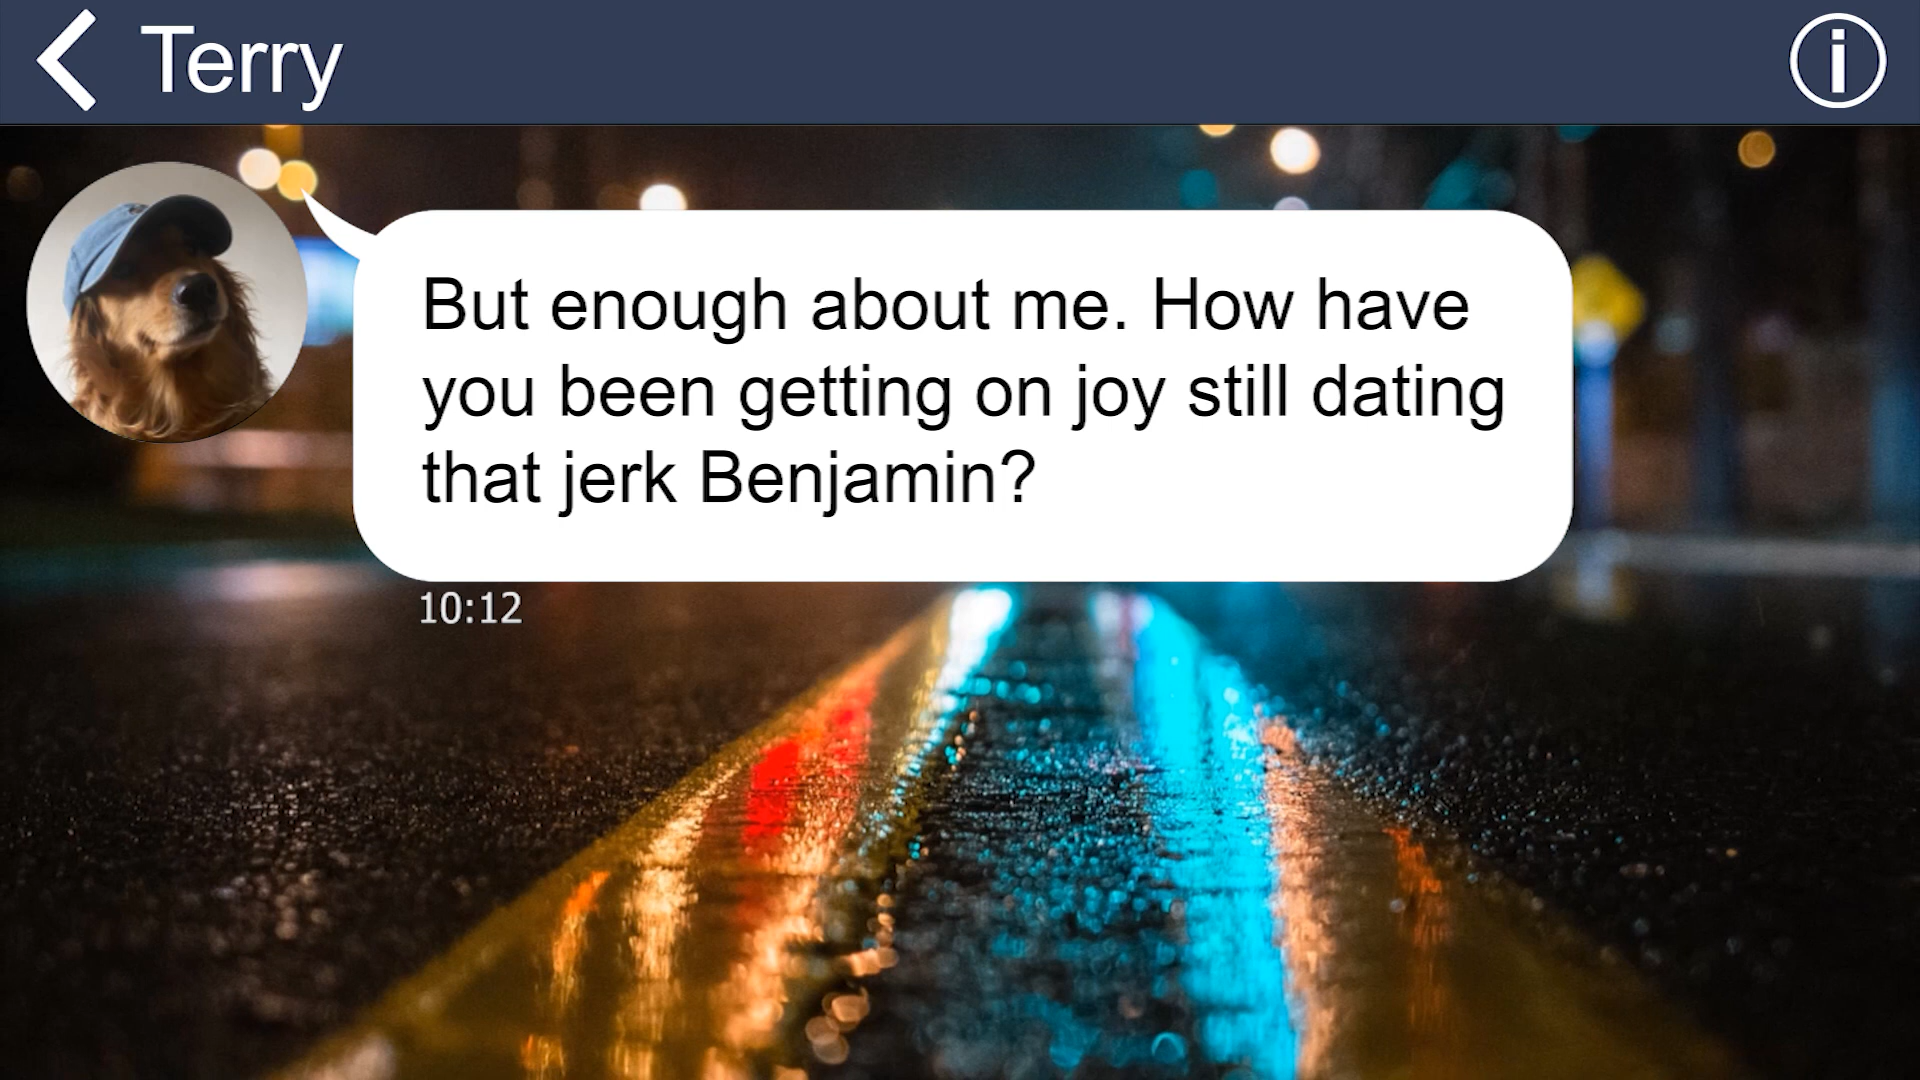 Terry
But enough about me. How have
you been getting on joy still dating
that jerk Benjamin?
10:12